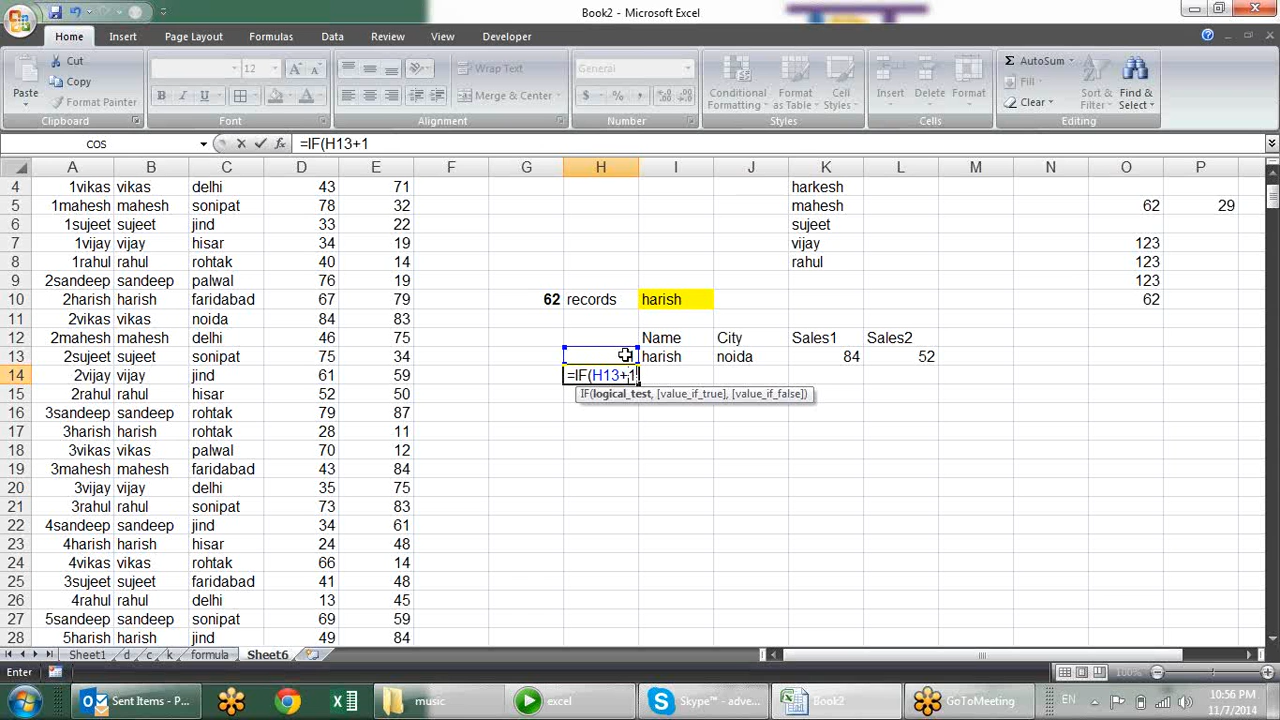 Book2 - Microsoft Excel
Home Insert Page Layout Formulas Data Review View Developer
Paste
Cut
Copy
Format Painter
Clipboard
12 A A
B I U A
Font
Wrap Text
Merge & Center
Alignment
General
$ % ,
Number
Conditional Formatting
Format as Table
Cell Styles
Styles
Insert Delete Format
Cells
Σ AutoSum
Fill
Clear
Sort & Filter
Find & Select
Editing
COS fx =IF(H13+1
A B C D E F G H I J K L M N O P
4 1vikas vikas delhi 43 71 harkesh
5 1mahesh mahesh sonipat 78 32 mahesh 62 29
6 1sujeet sujeet jind 33 22 sujeet
7 1vijay vijay hisar 34 19 vijay 123
8 1rahul rahul rohtak 40 14 rahul 123
9 2sandeep sandeep palwal 76 19 123
10 2harish harish faridabad 67 79 62 records harish 62
11 2vikas vikas noida 84 83
12 2mahesh mahesh delhi 46 75 Name City Sales1 Sales2
13 2sujeet sujeet sonipat 75 34 harish noida 84 52
14 2vijay vijay jind 61 59 =IF(H13+1
15 2rahul rahul rohtak 52 50 IF(logical_test, [value_if_true], [value_if_false])
16 3sandeep sandeep rohtak 79 87
17 3harish harish rohtak 28 11
18 3vikas vikas palwal 70 12
19 3mahesh mahesh faridabad 43 84
20 3vijay vijay delhi 35 75
21 3rahul rahul sonipat 73 83
22 4sandeep sandeep jind 34 61
23 4harish harish hisar 24 48
24 4vikas vikas rohtak 66 14
25 3sujeet sujeet faridabad 41 48
26 4rahul rahul delhi 13 45
27 5sandeep sandeep sonipat 69 59
28 5harish harish jind 49 84
Sheet1 d c k formula Sheet6
Enter 100%
Sent Items - P... music excel Skype™ - adve... Book2 GoToMeeting EN 10:56 PM
11/7/2014